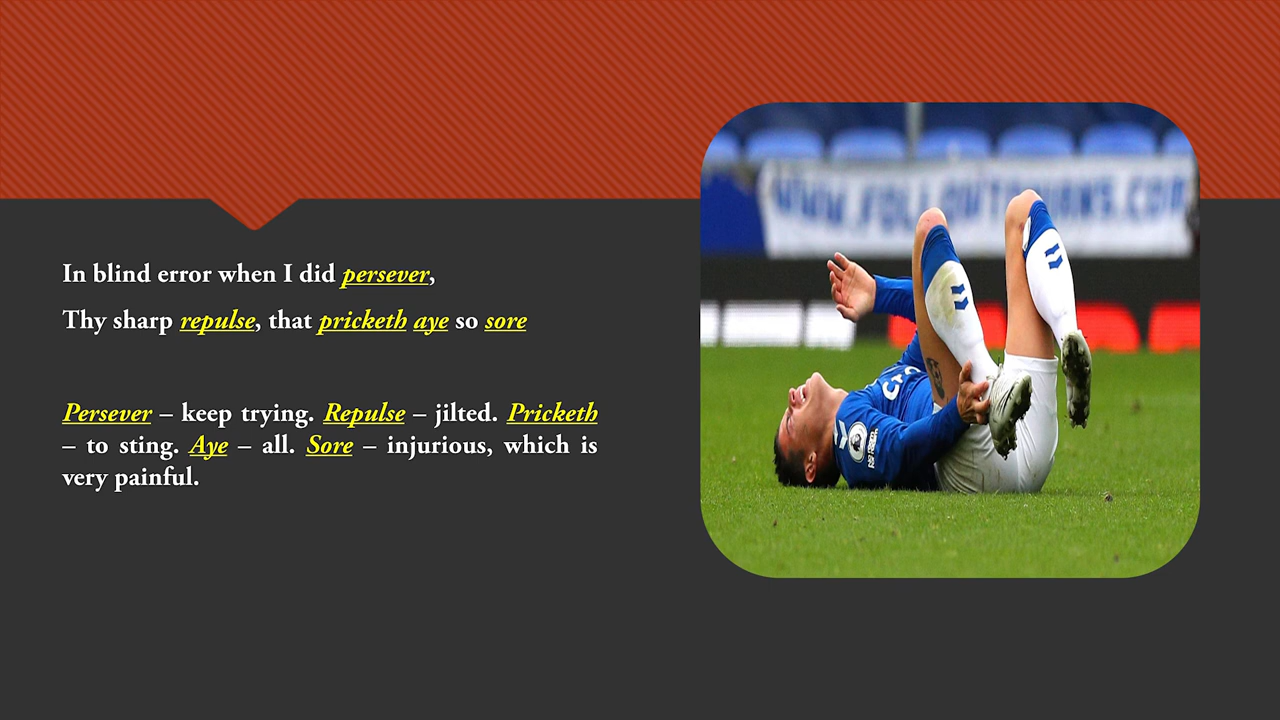 In blind error when I did persever,
Thy sharp repulse, that pricketh aye so sore
Persever – keep trying. Repulse – jilted. Pricketh
– to sting. Aye – all. Sore – injurious, which is
very painful.